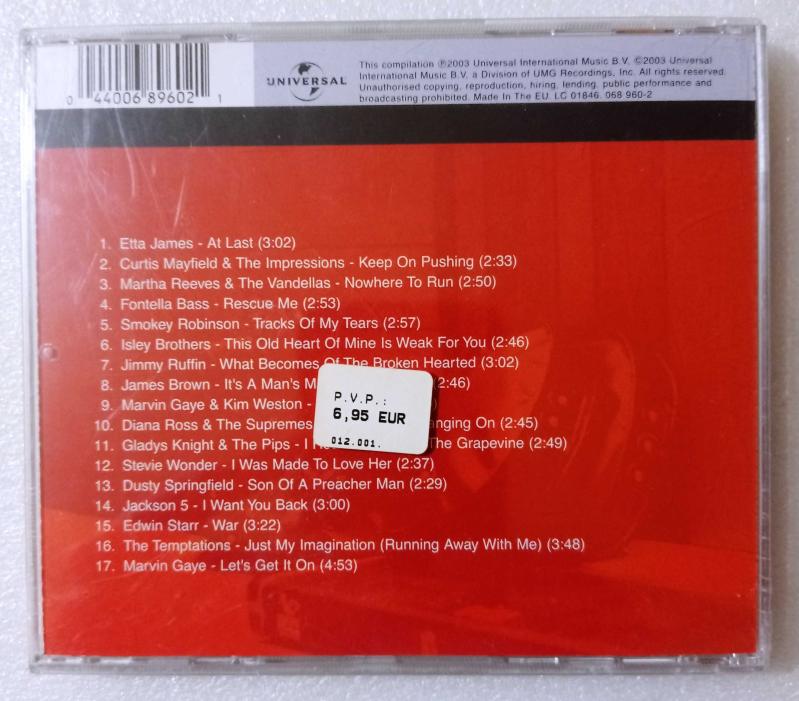 0 44006 89602 1
UNIVERSAL
This compilation ℗2003 Universal International Music B.V. ©2003 Universal
International Music B.V. a Division of UMG Recordings, Inc. All rights reserved.
Unauthorised copying, reproduction, hiring, lending, public performance and
broadcasting prohibited. Made In The EU. LC 01846. 068 960-2
1. Etta James - At Last (3:02)
2. Curtis Mayfield & The Impressions - Keep On Pushing (2:33)
3. Martha Reeves & The Vandellas - Nowhere To Run (2:50)
4. Fontella Bass - Rescue Me (2:53)
5. Smokey Robinson - Tracks Of My Tears (2:57)
6. Isley Brothers - This Old Heart Of Mine Is Weak For You (2:46)
7. Jimmy Ruffin - What Becomes Of The Broken Hearted (3:02)
8. James Brown - It's A Man's 2:46)
9. Marvin Gaye & Kim Weston -
10. Diana Ross & The Supremes anging On (2:45)
11. Gladys Knight & The Pips - I The Grapevine (2:49)
12. Stevie Wonder - I Was Made To Love Her (2:37)
13. Dusty Springfield - Son Of A Preacher Man (2:29)
14. Jackson 5 - I Want You Back (3:00)
15. Edwin Starr - War (3:22)
16. The Temptations - Just My Imagination (Running Away With Me) (3:48)
17. Marvin Gaye - Let's Get It On (4:53)
P.V.P.:
6,95 EUR
012.001.